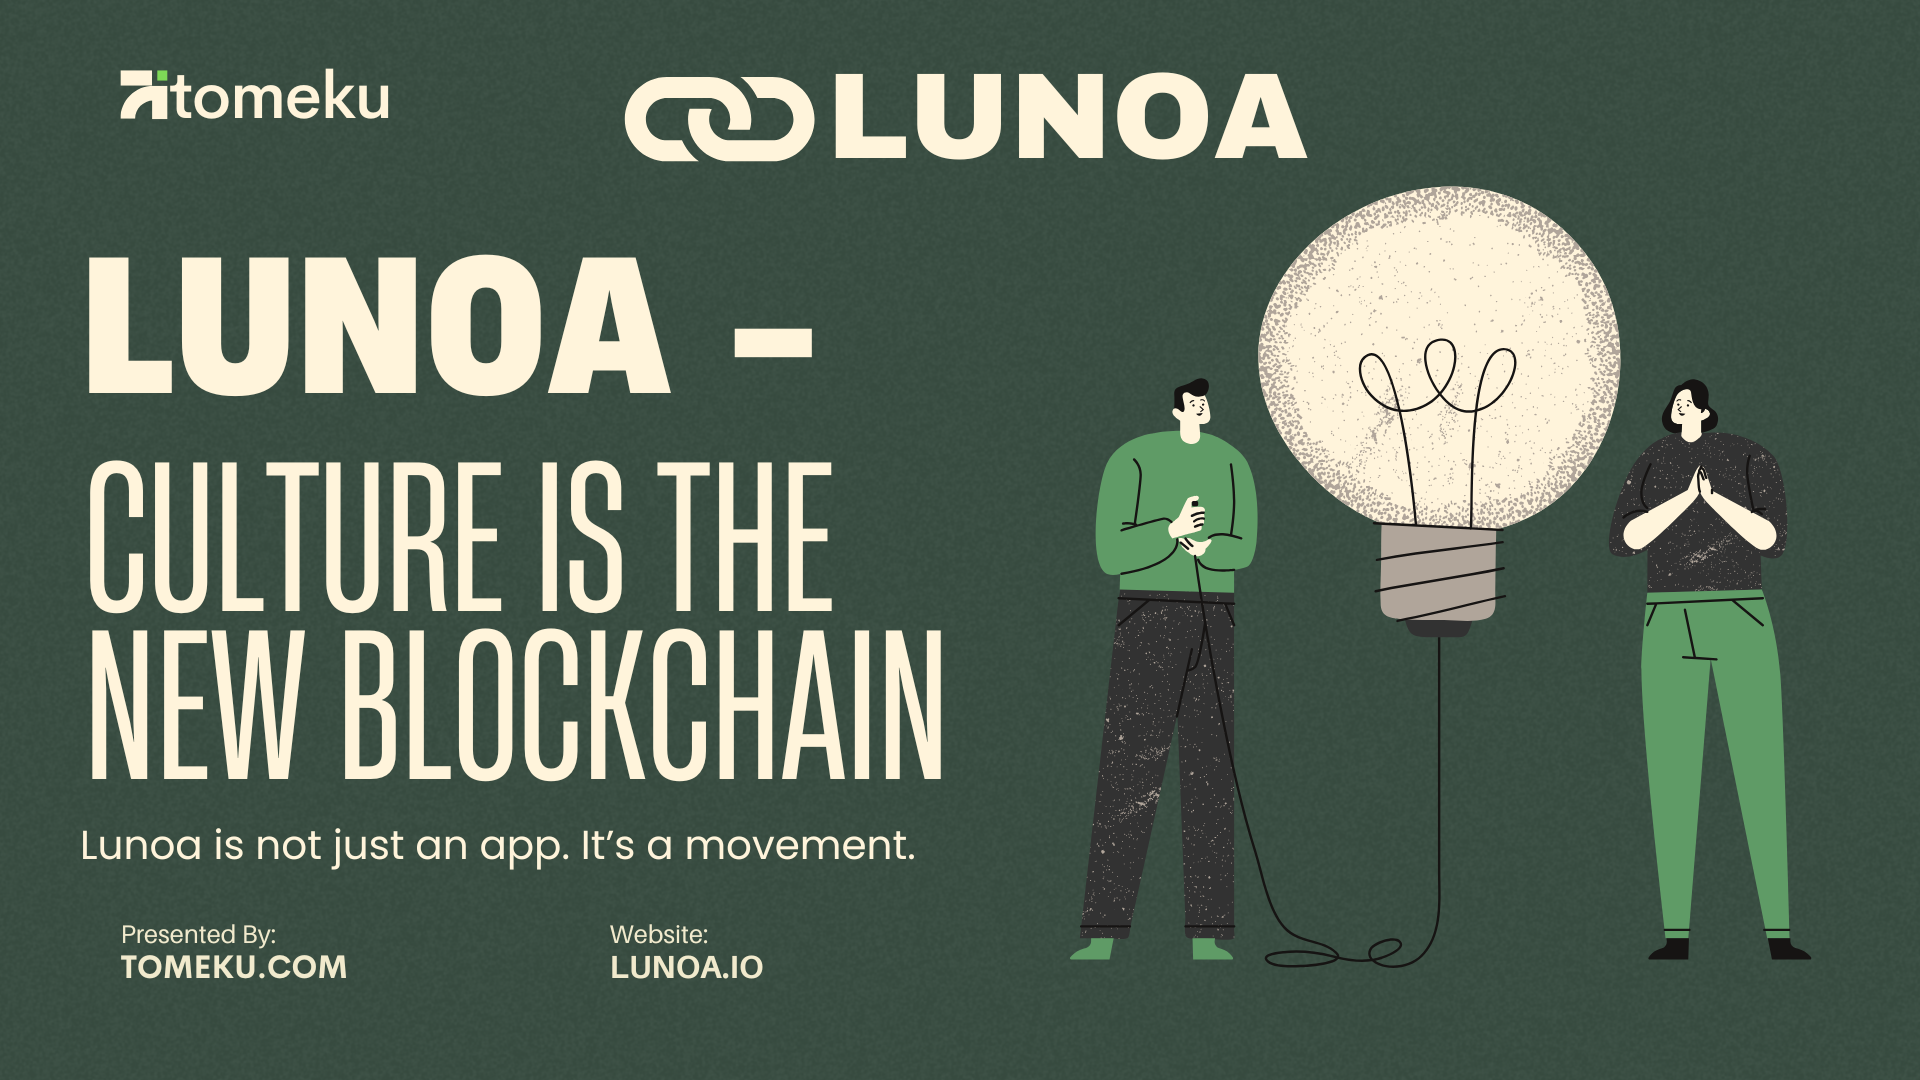 tomeku
LUNOA
LUNOA -
CULTURE IS THE
NEW BLOCKCHAIN
Lunoa is not just an app. It’s a movement.
Presented By:
TOMEKU.COM
Website:
LUNOA.IO